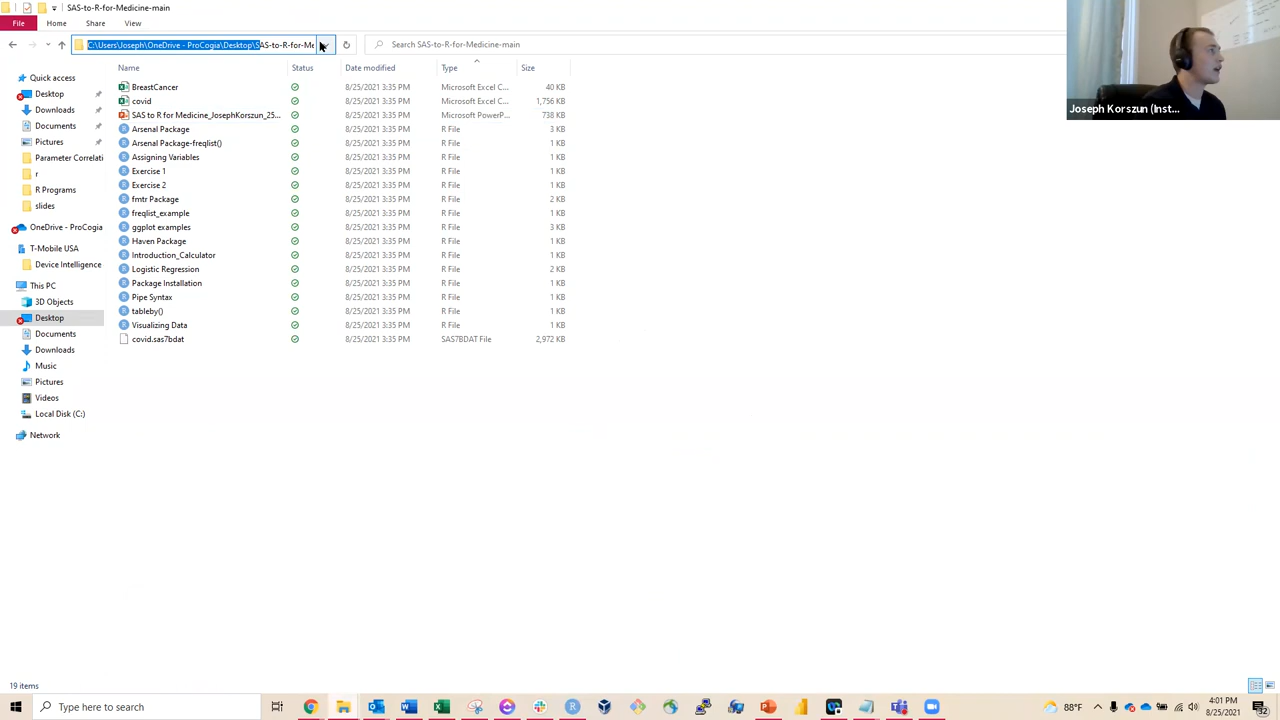 SAS-to-R-for-Medicine-main
File Home Share View
C:\Users\Joseph\OneDrive - ProCogia\Desktop\SAS-to-R-for-Me
Search SAS-to-R-for-Medicine-main
Joseph Korszun (Inst...
Name Status Date modified Type Size
BreastCancer 8/25/2021 3:35 PM Microsoft Excel C... 40 KB
covid 8/25/2021 3:35 PM Microsoft Excel C... 1,756 KB
SAS to R for Medicine_JosephKorszun_25... 8/25/2021 3:35 PM Microsoft PowerP... 738 KB
Arsenal Package 8/25/2021 3:35 PM R File 3 KB
Arsenal Package-freqlist() 8/25/2021 3:35 PM R File 1 KB
Assigning Variables 8/25/2021 3:35 PM R File 1 KB
Exercise 1 8/25/2021 3:35 PM R File 1 KB
Exercise 2 8/25/2021 3:35 PM R File 1 KB
fmtr Package 8/25/2021 3:35 PM R File 2 KB
freqlist_example 8/25/2021 3:35 PM R File 1 KB
ggplot examples 8/25/2021 3:35 PM R File 3 KB
Haven Package 8/25/2021 3:35 PM R File 1 KB
Introduction_Calculator 8/25/2021 3:35 PM R File 1 KB
Logistic Regression 8/25/2021 3:35 PM R File 2 KB
Package Installation 8/25/2021 3:35 PM R File 1 KB
Pipe Syntax 8/25/2021 3:35 PM R File 1 KB
tableby() 8/25/2021 3:35 PM R File 1 KB
Visualizing Data 8/25/2021 3:35 PM R File 1 KB
covid.sas7bdat 8/25/2021 3:35 PM SAS7BDAT File 2,972 KB
Quick access
Desktop
Downloads
Documents
Pictures
Parameter Correlati
r
R Programs
slides
OneDrive - ProCogia
T-Mobile USA
Device Intelligence
This PC
3D Objects
Desktop
Documents
Downloads
Music
Pictures
Videos
Local Disk (C:)
Network
19 items
Type here to search
88°F
4:01 PM
8/25/2021
32